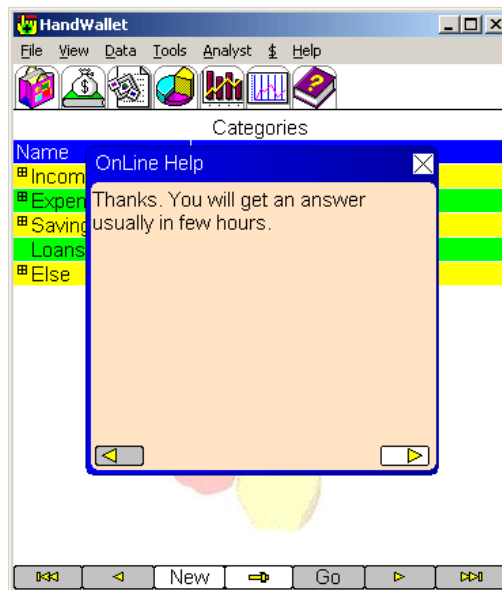 HandWallet
File View Data Tools Analyst $ Help
Categories
Name
Incom
Expen
Saving
Loans
Else
OnLine Help
Thanks. You will get an answer
usually in few hours.
New
Go